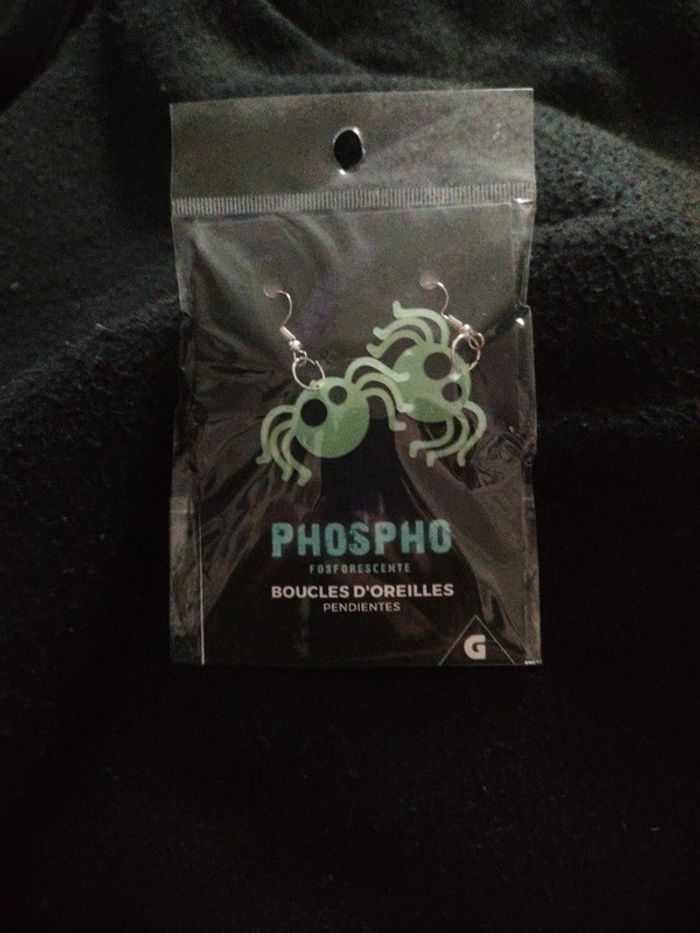 PHOSPHO
FOSFORESCENTE
BOUCLES D'OREILLES
PENDIENTES
G